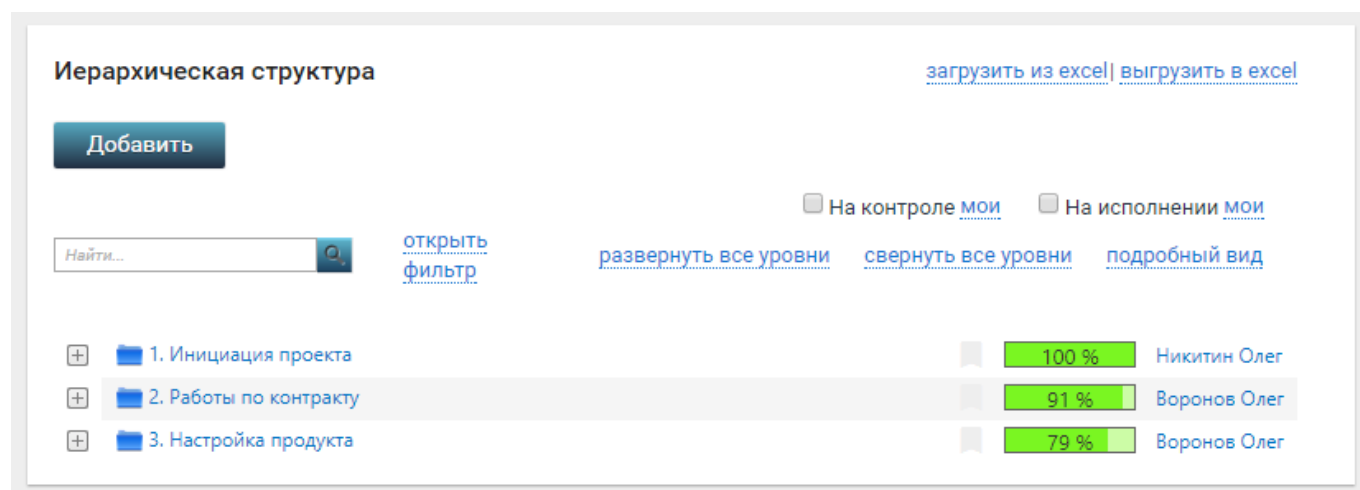 Иерархическая структура загрузить из excel| выгрузить в excel
Добавить
На контроле мои На исполнении мои
Найти... открыть фильтр развернуть все уровни свернуть все уровни подробный вид
1. Инициация проекта 100 % Никитин Олег
2. Работы по контракту 91 % Воронов Олег
3. Настройка продукта 79 % Воронов Олег